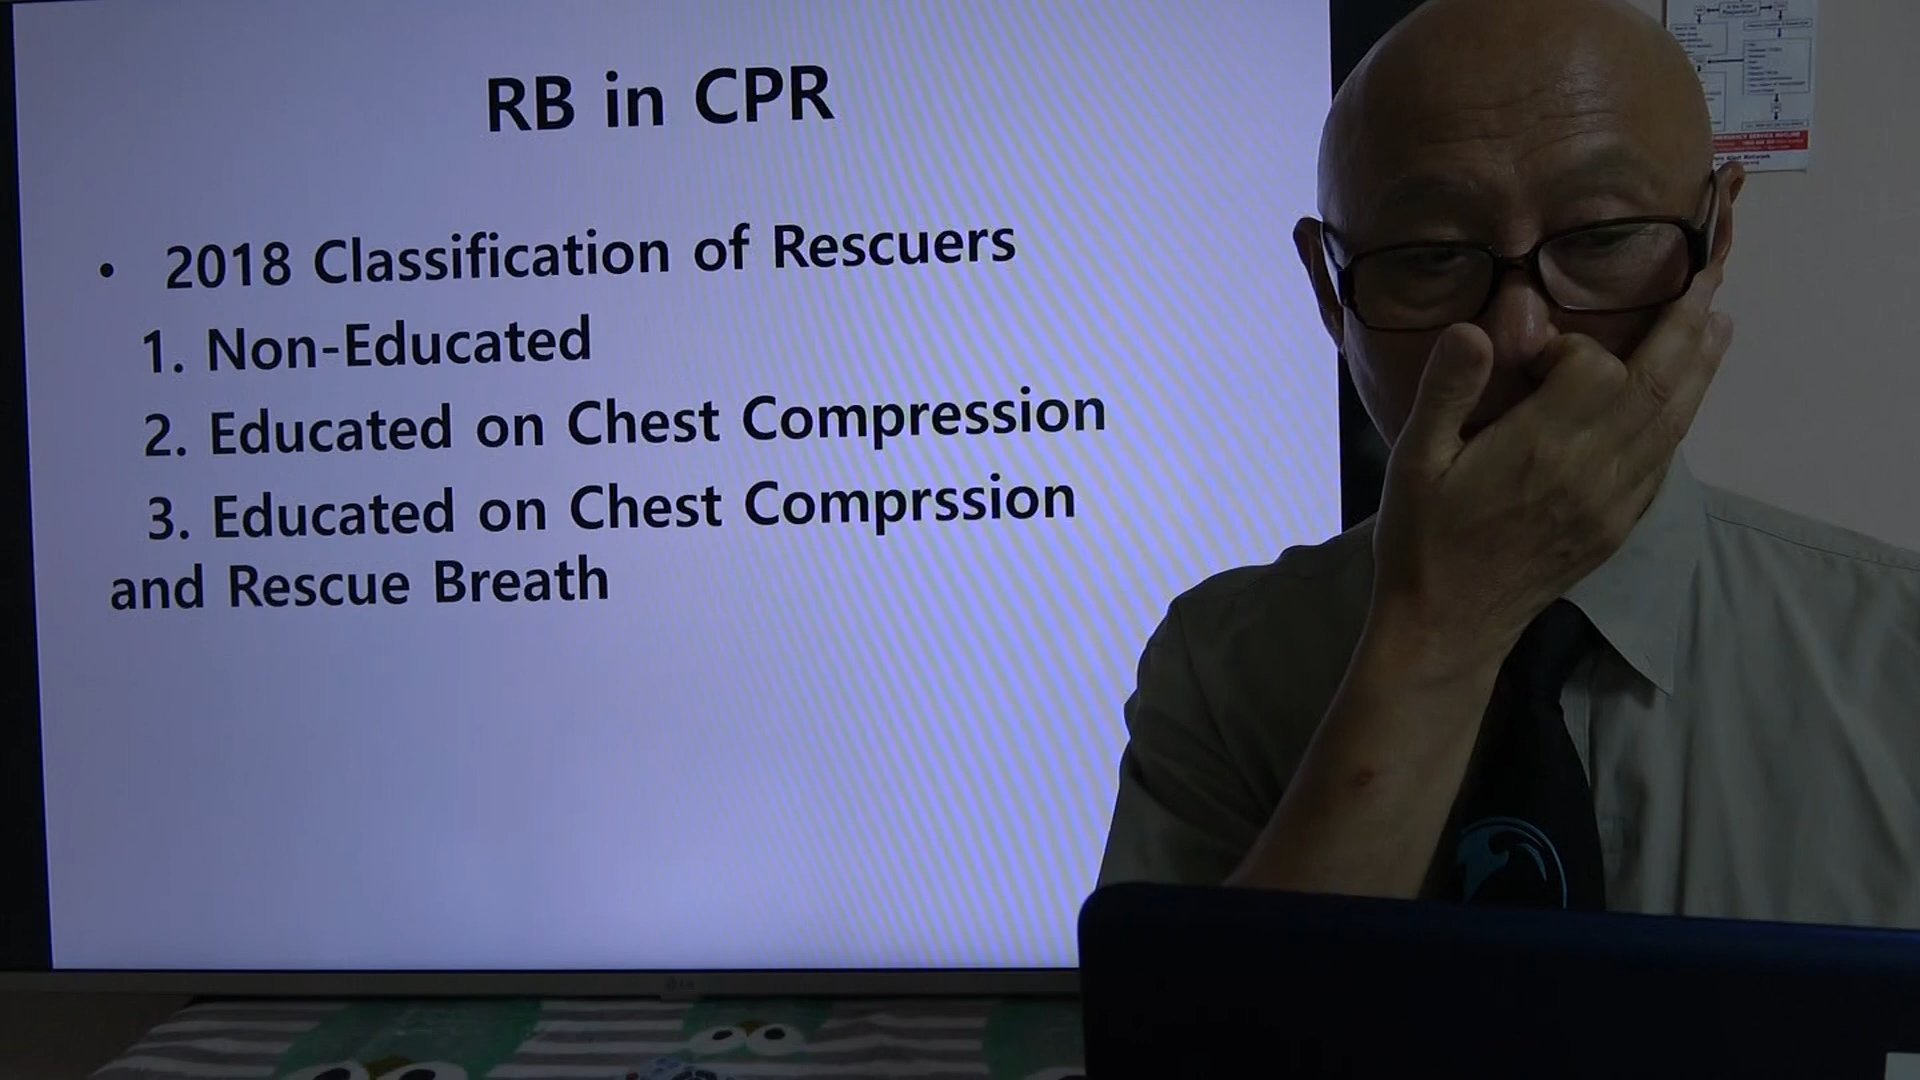 RB in CPR
• 2018 Classification of Rescuers
1. Non-Educated
2. Educated on Chest Compression
3. Educated on Chest Comprssion
and Rescue Breath
LG